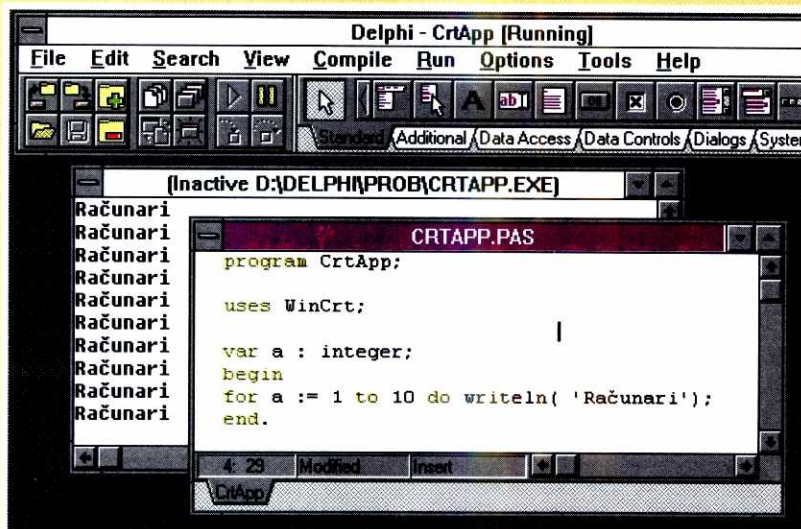 Delphi - CrtApp [Running]
File Edit Search View Compile Run Options Tools Help
Standard Additional Data Access Data Controls Dialogs System
(Inactive D:\DELPHI\PROB\CRTAPP.EXE)
Računari
Računari
Računari
Računari
Računari
Računari
Računari
Računari
Računari
Računari
CRTAPP.PAS
program CrtApp;
uses WinCrt;
var a : integer;
begin
for a := 1 to 10 do writeln( 'Računari');
end.
4: 29 Modified Insert
CrtApp